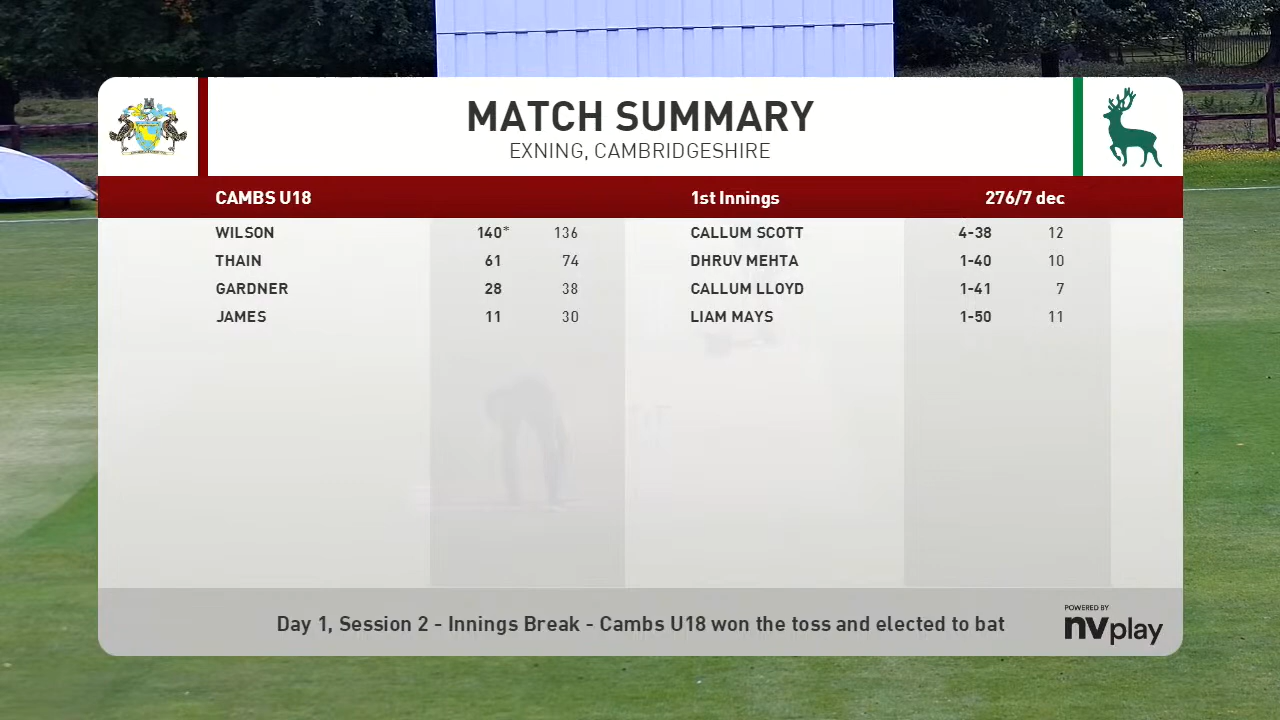 MATCH SUMMARY
EXNING, CAMBRIDGESHIRE
CAMBS U18 1st Innings 276/7 dec
WILSON 140* 136 CALLUM SCOTT 4-38 12
THAIN 61 74 DHRUV MEHTA 1-40 10
GARDNER 28 38 CALLUM LLOYD 1-41 7
JAMES 11 30 LIAM MAYS 1-50 11
Day 1, Session 2 - Innings Break - Cambs U18 won the toss and elected to bat
POWERED BY
nvplay